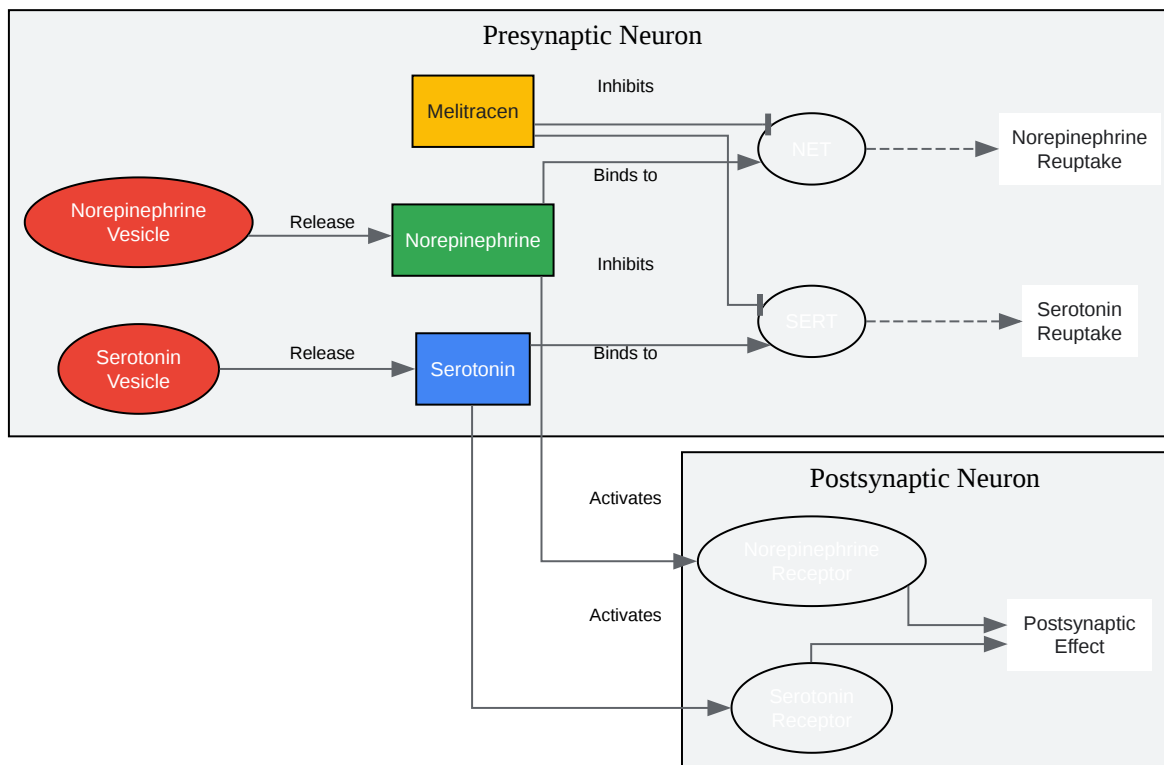 Presynaptic Neuron
Melitracen
Inhibits
NET
Norepinephrine
Reuptake
Binds to
Norepinephrine
Vesicle
Release
Norepinephrine
Inhibits
SERT
Serotonin
Reuptake
Serotonin
Vesicle
Release
Serotonin
Binds to
Postsynaptic Neuron
Activates
Norepinephrine
Receptor
Activates
Postsynaptic
Effect
Serotonin
Receptor